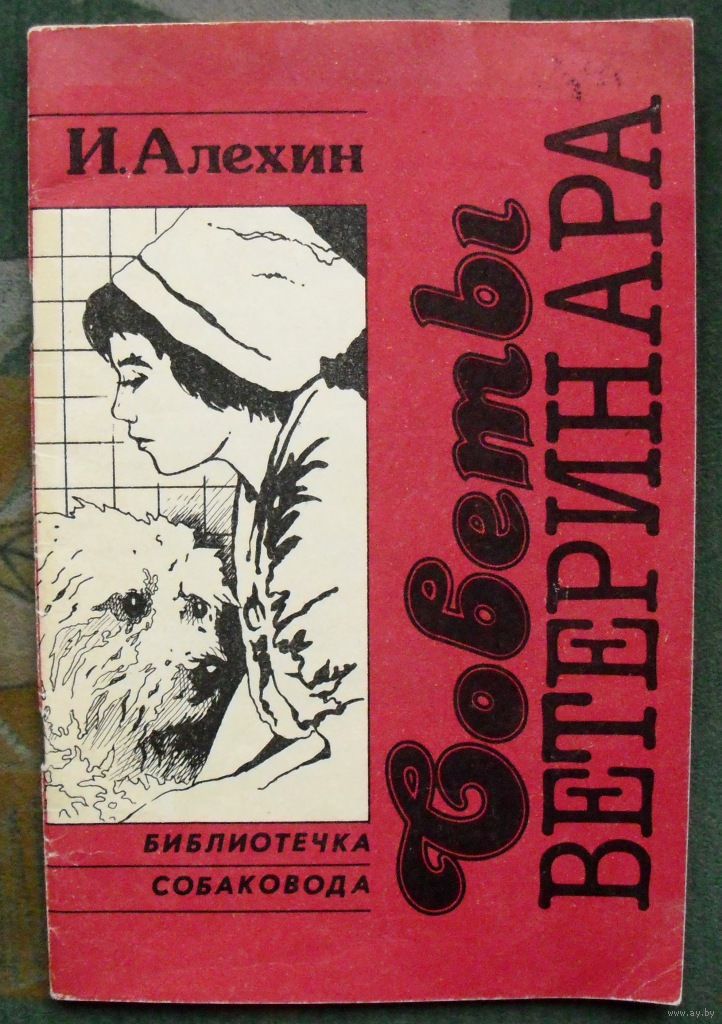 И. Алехин
Советы
ВЕТЕРИНАРА
БИБЛИОТЕЧКА
СОБАКОВОДА
www.ay.by